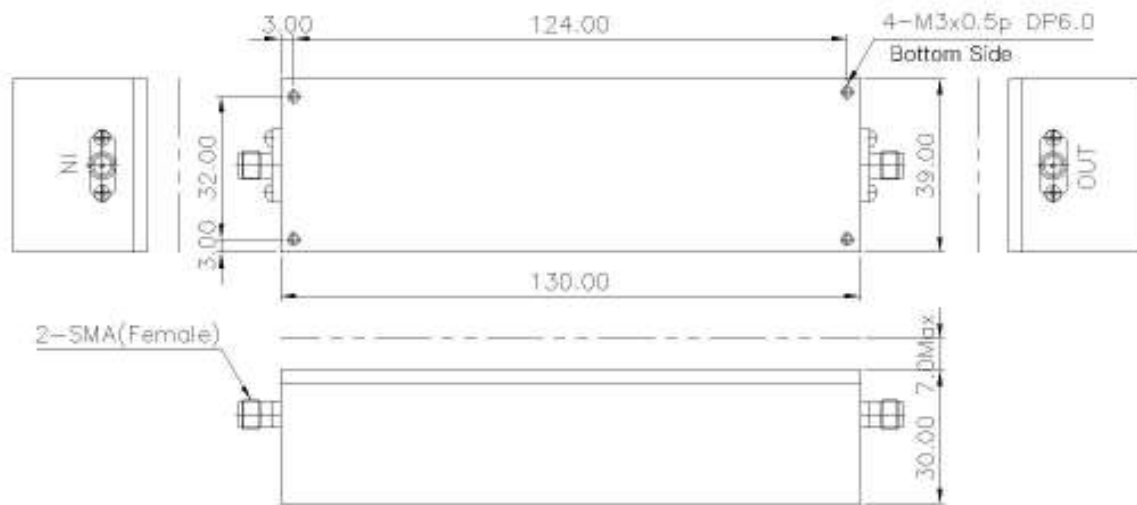 3.00
124.00
4-M3x0.5p DP6.0
Bottom Side
IN
32.00
3.00
39.00
OUT
130.00
2-SMA(Female)
7.0Max
30.00